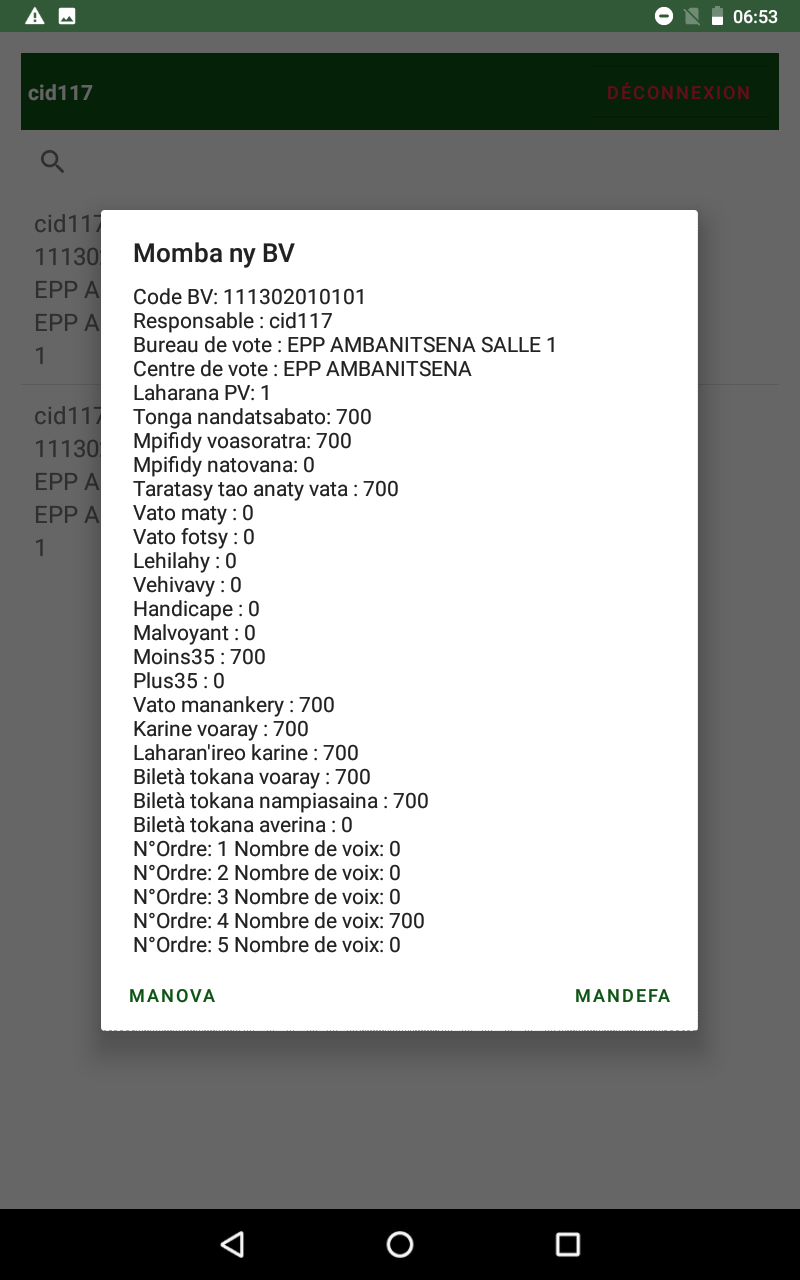 06:53
cid117
DÉCONNEXION
cid117
11130
EPP A
EPP A
1
cid117
11130
EPP A
EPP A
1
Momba ny BV
Code BV: 111302010101
Responsable : cid117
Bureau de vote : EPP AMBANITSENA SALLE 1
Centre de vote : EPP AMBANITSENA
Laharana PV: 1
Tonga nandatsabato: 700
Mpifidy voasoratra: 700
Mpifidy natovana: 0
Taratasy tao anaty vata : 700
Vato maty : 0
Vato fotsy : 0
Lehilahy : 0
Vehivavy : 0
Handicape : 0
Malvoyant : 0
Moins35 : 700
Plus35 : 0
Vato manankery : 700
Karine voaray : 700
Laharan'ireo karine : 700
Biletà tokana voaray : 700
Biletà tokana nampiasaina : 700
Biletà tokana averina : 0
N°Ordre: 1 Nombre de voix: 0
N°Ordre: 2 Nombre de voix: 0
N°Ordre: 3 Nombre de voix: 0
N°Ordre: 4 Nombre de voix: 700
N°Ordre: 5 Nombre de voix: 0
MANOVA
MANDEFA